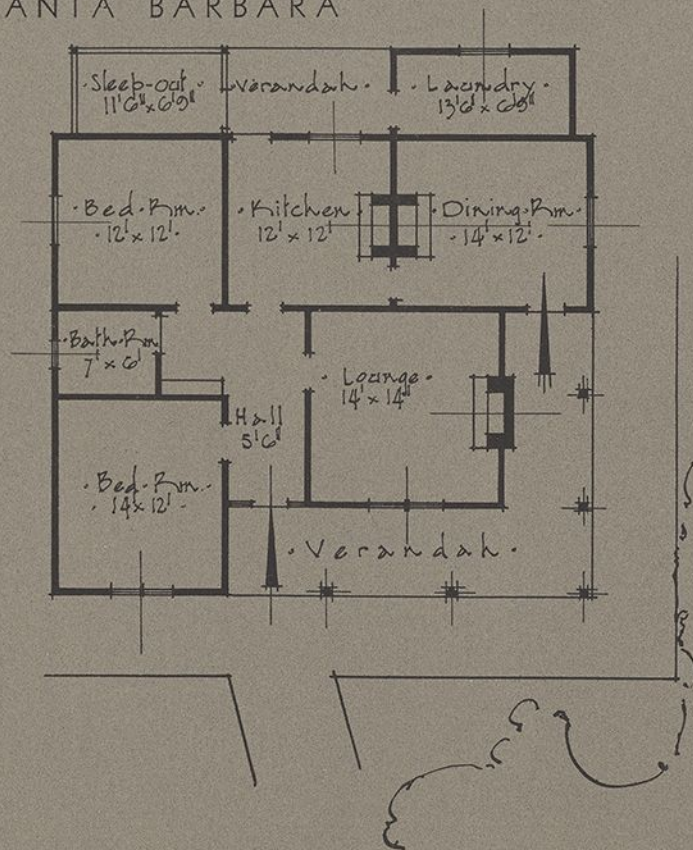 ANTA BARBARA
·Sleep-out·
11'6"x6'9"
·Verandah·
·Laundry·
13'6"x6'9"
·Bed·Rm·
·12'x12'·
·Kitchen·
12'x12'
·Dining·Rm·
·14'x12'·
·Bath·Rm
7'x6'
·Lounge·
14'x14"
Hall
5'6"
·Bed·Rm·
·14'x12'·
·Verandah·